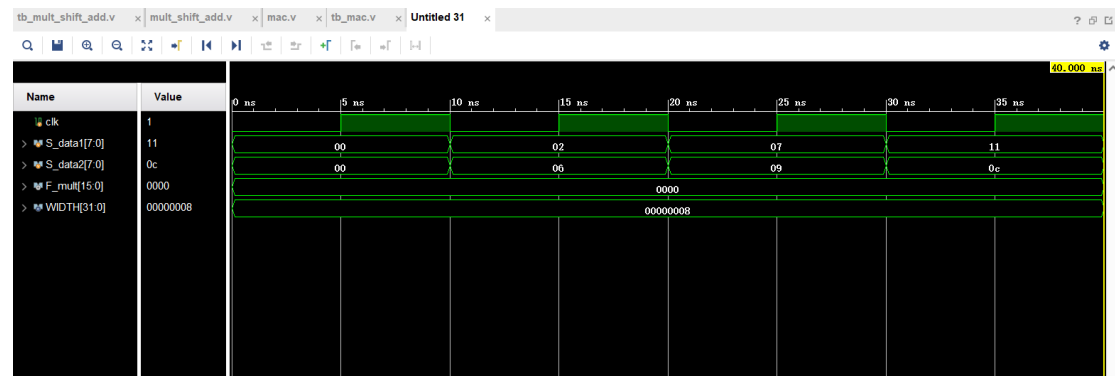 tb_mult_shift_add.v × mult_shift_add.v × mac.v × tb_mac.v × Untitled 31 ×
?
40.000 ns
Name Value
0 ns 5 ns 10 ns 15 ns 20 ns 25 ns 30 ns 35 ns
clk 1
> S_data1[7:0] 11 00 02 07 11
> S_data2[7:0] 0c 00 06 09 0c
> F_mult[15:0] 0000 0000
> WIDTH[31:0] 00000008 00000008